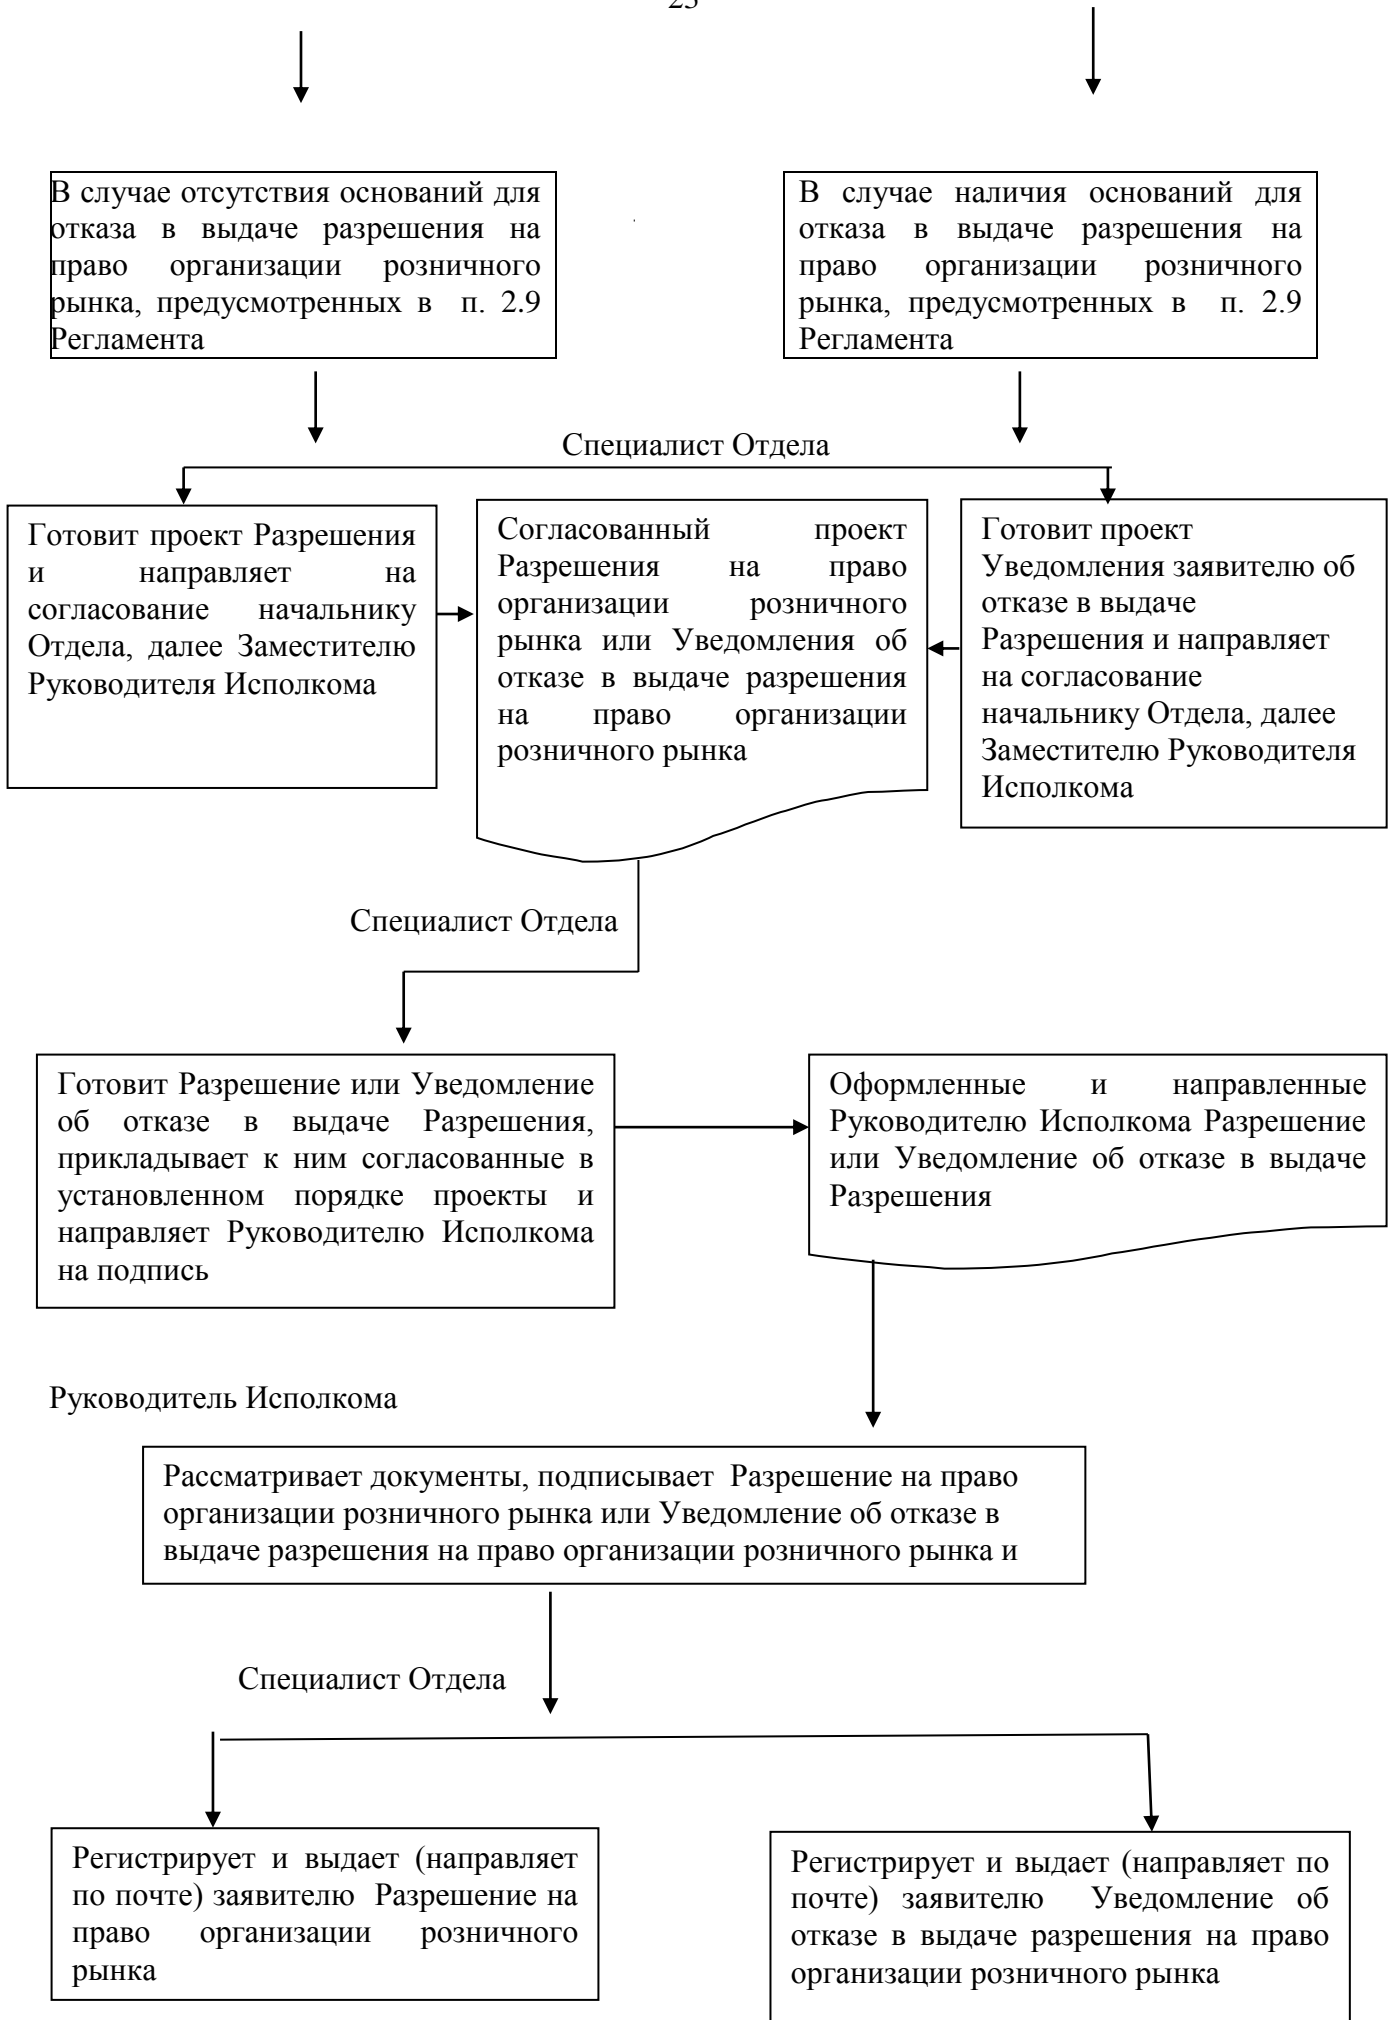 В случае отсутствия оснований для
отказа в выдаче разрешения на
право организации розничного
рынка, предусмотренных в п. 2.9
Регламента
В случае наличия оснований для
отказа в выдаче разрешения на
право организации розничного
рынка, предусмотренных в п. 2.9
Регламента
Специалист Отдела
Готовит проект Разрешения
и направляет на
согласование начальнику
Отдела, далее Заместителю
Руководителя Исполкома
Согласованный проект
Разрешения на право
организации розничного
рынка или Уведомления об
отказе в выдаче разрешения
на право организации
розничного рынка
Готовит проект
Уведомления заявителю об
отказе в выдаче
Разрешения и направляет
на согласование
начальнику Отдела, далее
Заместителю Руководителя
Исполкома
Специалист Отдела
Готовит Разрешение или Уведомление
об отказе в выдаче Разрешения,
прикладывает к ним согласованные в
установленном порядке проекты и
направляет Руководителю Исполкома
на подпись
Оформленные и направленные
Руководителю Исполкома Разрешение
или Уведомление об отказе в выдаче
Разрешения
Руководитель Исполкома
Рассматривает документы, подписывает Разрешение на право
организации розничного рынка или Уведомление об отказе в
выдаче разрешения на право организации розничного рынка и
Специалист Отдела
Регистрирует и выдает (направляет
по почте) заявителю Разрешение на
право организации розничного
рынка
Регистрирует и выдает (направляет по
почте) заявителю Уведомление об
отказе в выдаче разрешения на право
организации розничного рынка